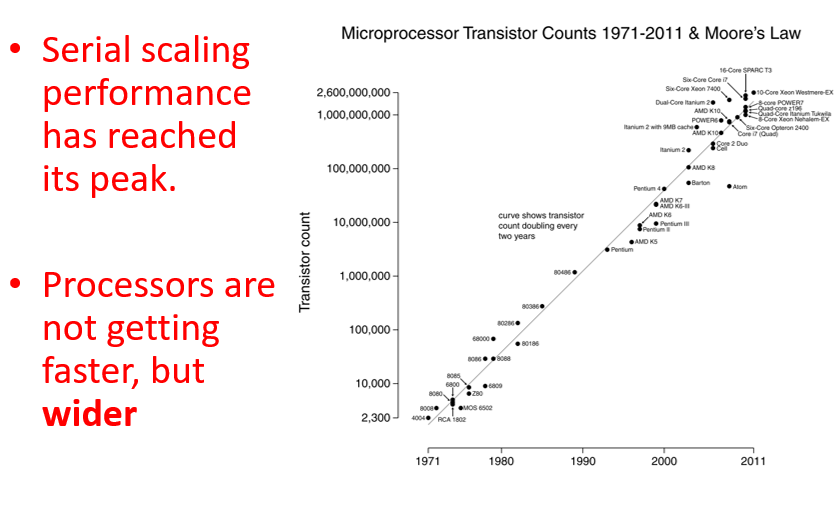 • Serial scaling
performance
has reached
its peak.
• Processors are
not getting
faster, but
wider
Microprocessor Transistor Counts 1971-2011 & Moore's Law
16-Core SPARC T3
Six-Core Core i7
Six-Core Xeon 7400
10-Core Xeon Westmere-EX
Dual-Core Itanium 2
8-core POWER7
Quad-core z196
Quad-Core Itanium Tukwila
8-Core Xeon Nehalem-EX
AMD K10
POWER6
Six-Core Opteron 2400
Itanium 2 with 9MB cache
AMD K10
Core i7 (Quad)
Core 2 Duo
Itanium 2
Cell
AMD K8
Pentium 4
Barton
Atom
AMD K7
AMD K6-III
curve shows transistor
count doubling every
two years
AMD K6
Pentium III
Pentium II
AMD K5
Pentium
80486
80386
80286
68000
80186
8086
8088
8085
6800
6809
8080
Z80
8008
MOS 6502
4004
RCA 1802
Transistor count
2,600,000,000
1,000,000,000
100,000,000
10,000,000
1,000,000
100,000
10,000
2,300
1971
1980
1990
2000
2011